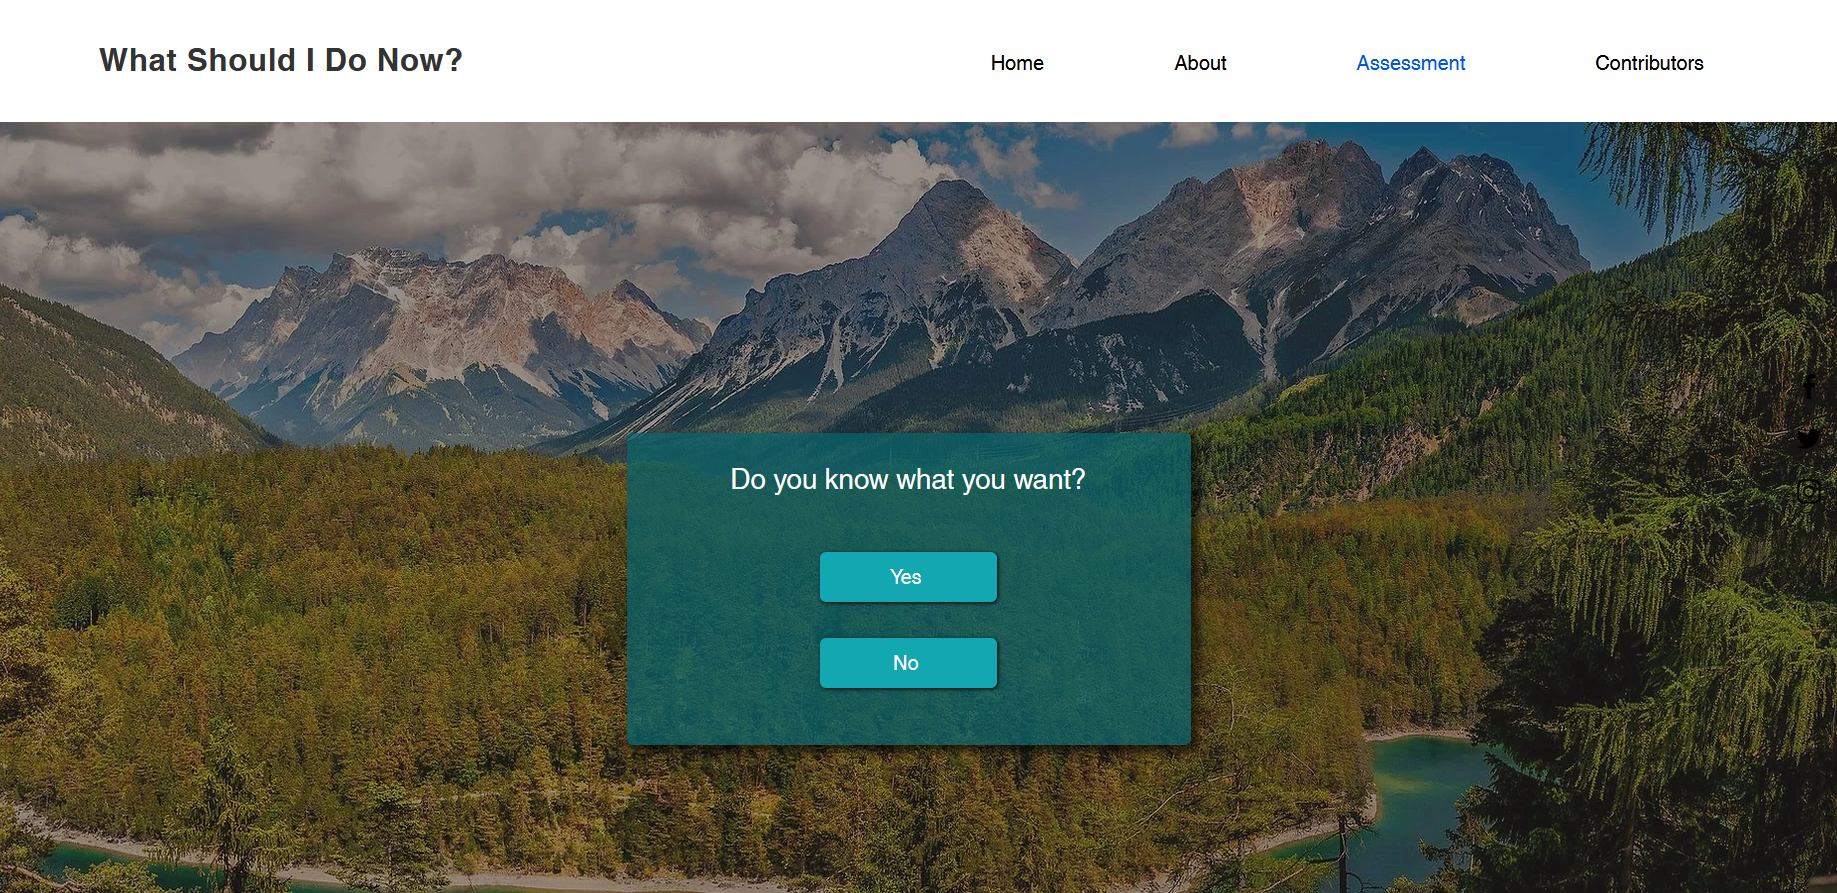 What Should I Do Now?
Home
About
Assessment
Contributors
Do you know what you want?
Yes
No